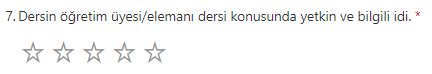 7. Dersin öğretim üyesi/elemanı dersi konusunda yetkin ve bilgili idi. *